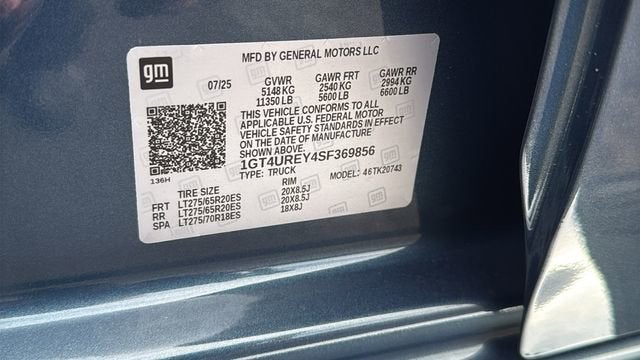 gm
MFD BY GENERAL MOTORS LLC
07/25
GVWR GAWR FRT GAWR RR
5148 KG 2540 KG 2994 KG
11350 LB 5600 LB 6600 LB
THIS VEHICLE CONFORMS TO ALL
APPLICABLE U.S. FEDERAL MOTOR
VEHICLE SAFETY STANDARDS IN EFFECT
ON THE DATE OF MANUFACTURE
SHOWN ABOVE.
1GT4UREY4SF369856
TYPE: TRUCK MODEL: 46TK20743
136H
TIRE SIZE RIM
FRT LT275/65R20ES 20X8.5J
RR LT275/65R20ES 20X8.5J
SPA LT275/70R18ES 18X8J